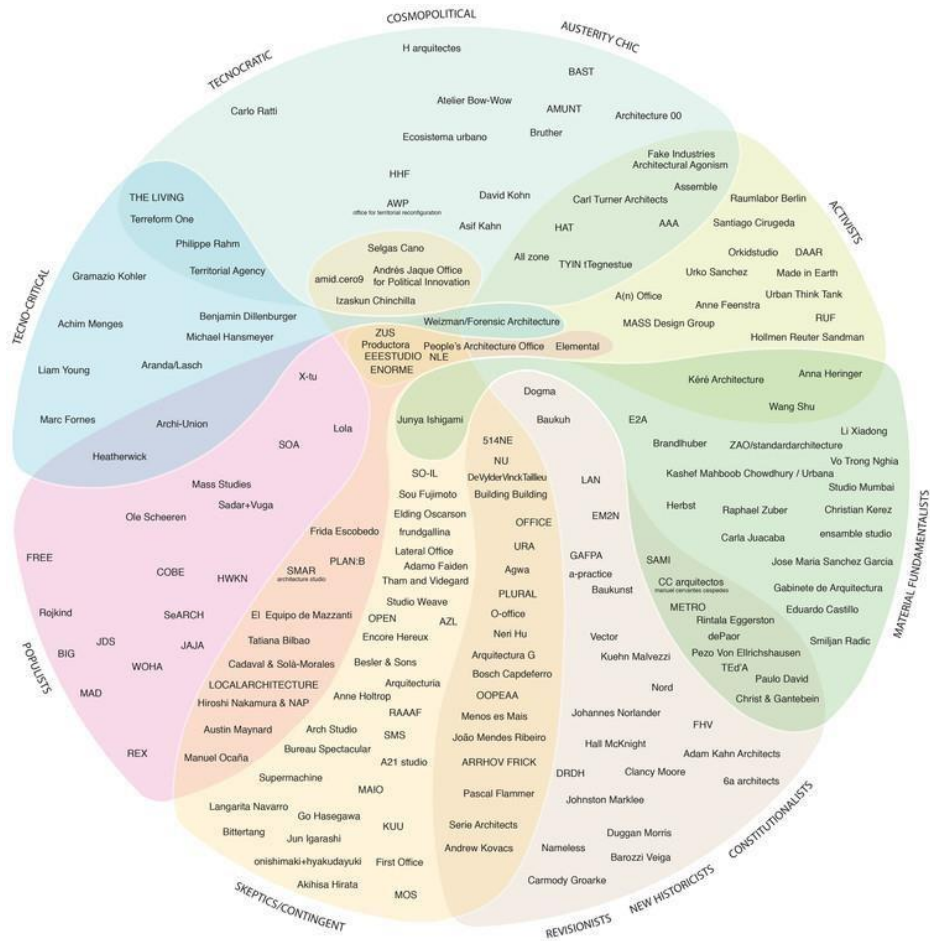 COSMOPOLITICAL
AUSTERITY CHIC
TECNOCRATIC
H arquitectes
BAST
Carlo Ratti
Atelier Bow-Wow
AMUNT
Architecture 00
Ecosistema urbano
Bruther
Fake Industries
Architectural Agonism
HHF
Assemble
THE LIVING
AWP
office for territorial reconfiguration
David Kohn
Carl Turner Architects
Raumlabor Berlin
ACTIVISTS
Terreform One
Asif Kahn
HAT
AAA
Santiago Cirugeda
Philippe Rahm
Selgas Cano
All zone
TYIN tTegnestue
Orkidstudio
DAAR
Gramazio Kohler
Territorial Agency
amid.cero9
Andrés Jaque Office
for Political Innovation
Urko Sanchez
Made in Earth
Izaskun Chinchilla
A(n) Office
Anne Feenstra
Urban Think Tank
TECNO-CRITICAL
Achim Menges
Benjamin Dillenburger
Weizman/Forensic Architecture
MASS Design Group
RUF
Michael Hansmeyer
ZUS
Hollmen Reuter Sandman
Productora
People's Architecture Office
Elemental
EEESTUDIO
NLE
Liam Young
Aranda/Lasch
ENORME
X-tu
Kéré Architecture
Anna Heringer
Dogma
Wang Shu
Marc Fornes
Archi-Union
Lola
Junya Ishigami
Baukuh
E2A
Li Xiadong
SOA
514NE
Brandlhuber
ZAO/standardarchitecture
Heatherwick
NU
Vo Trong Nghia
Mass Studies
SO-IL
DeVylderVinckTaillieu
LAN
Kashef Mahboob Chowdhury / Urbana
Studio Mumbai
Sou Fujimoto
Building Building
Sadar+Vuga
Herbst
Raphael Zuber
Christian Kerez
Ole Scheeren
Elding Oscarson
OFFICE
EM2N
Frida Escobedo
frundgallina
Carla Juacaba
ensamble studio
MATERIAL FUNDAMENTALISTS
FREE
Lateral Office
URA
GAFPA
SAMI
Jose Maria Sanchez Garcia
PLAN:B
Adamo Faiden
COBE
HWKN
SMAR
architecture studio
Tham and Videgard
Agwa
a-practice
CC arquitectos
manuel cervantes cespedes
Gabinete de Arquitectura
Baukunst
PLURAL
Studio Weave
METRO
Eduardo Castillo
Rojkind
SeARCH
El Equipo de Mazzanti
OPEN
AZL
O-office
Rintala Eggerston
JDS
JAJA
Tatiana Bilbao
Encore Hereux
Neri Hu
Vector
dePaor
Smiljan Radic
POPULISTS
BIG
WOHA
Cadaval & Solà-Morales
Besler & Sons
Arquitectura G
Kuehn Malvezzi
Pezo Von Ellrichshausen
TEd'A
Bosch Capdeferro
Paulo David
MAD
LOCALARCHITECTURE
Arquitecturia
Nord
Anne Holtrop
OOPEAA
Christ & Gantebein
Hiroshi Nakamura & NAP
RAAAF
Menos es Mais
Johannes Norlander
FHV
Austin Maynard
Arch Studio
SMS
João Mendes Ribeiro
REX
Manuel Ocaña
Bureau Spectacular
A21 studio
ARRHOV FRICK
Hall McKnight
Adam Kahn Architects
Supermachine
DRDH
Clancy Moore
6a architects
MAIO
Pascal Flammer
Johnston Marklee
Langarita Navarro
Go Hasegawa
CONSTITUTIONALISTS
Bittertang
Jun Igarashi
KUU
Serie Architects
Duggan Morris
onishimaki+hyakudayuki
First Office
Andrew Kovacs
Nameless
Barozzi Veiga
Akihisa Hirata
MOS
Carmody Groarke
SKEPTICS/CONTINGENT
NEW HISTORICISTS
REVISIONISTS